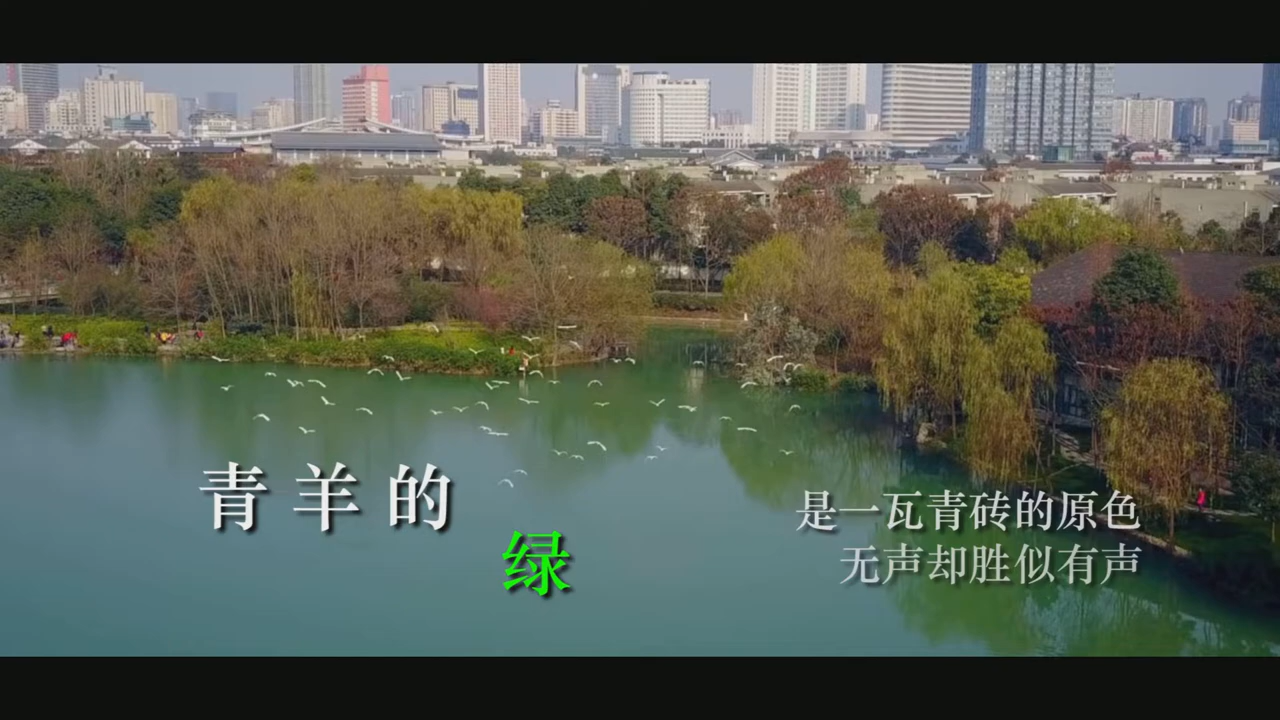 青羊的
绿
是一瓦青砖的原色
无声却胜似有声